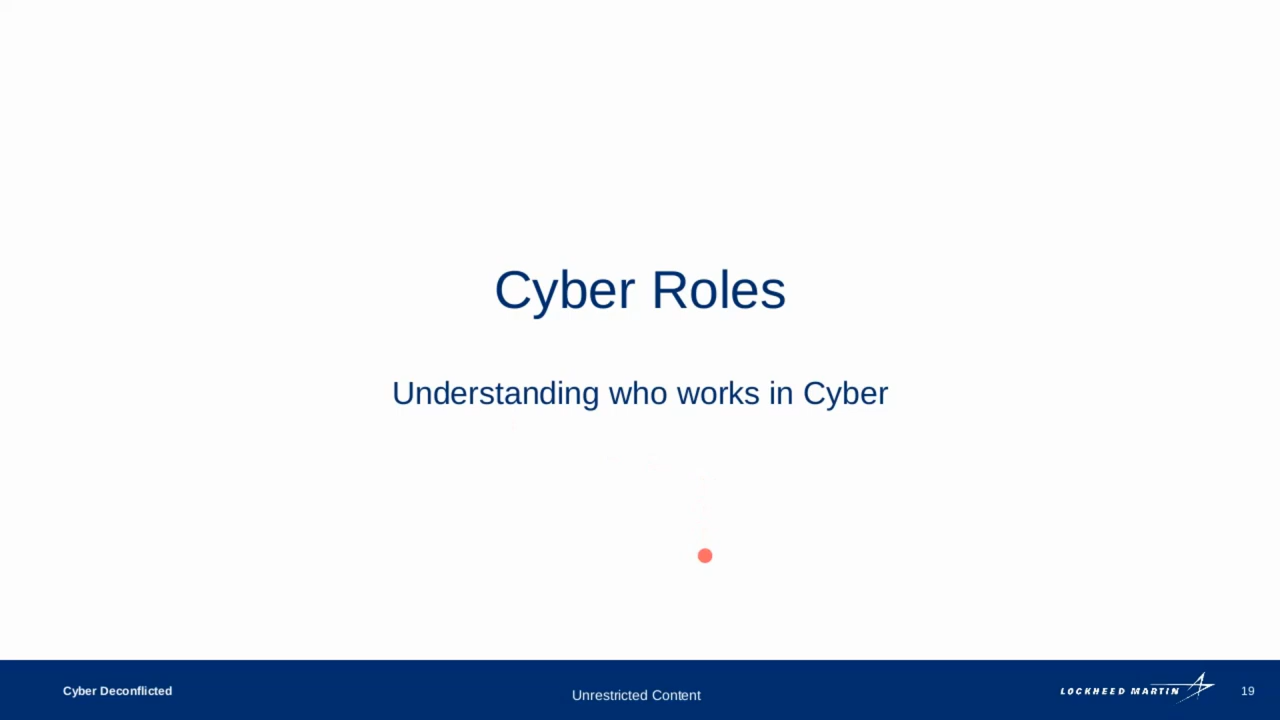 Cyber Roles
Understanding who works in Cyber
Cyber Deconflicted
Unrestricted Content
LOCKHEED MARTIN
19